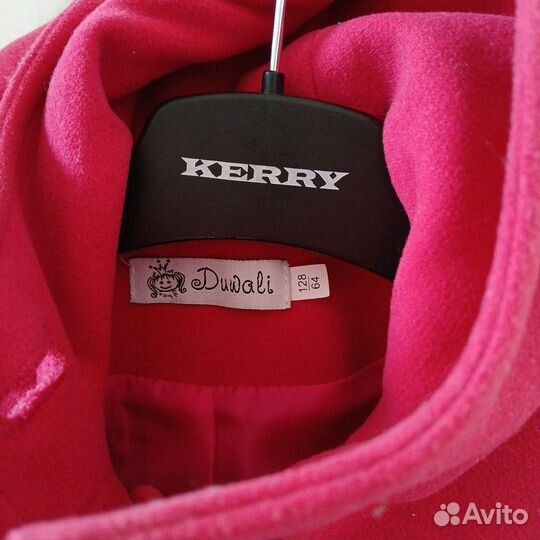 KERRY
Duwali
128
64
Avito